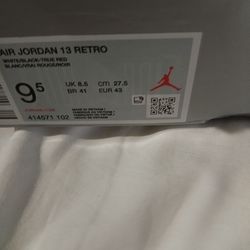 AIR JORDAN 13 RETRO
WHITE/BLACK/TRUE RED
BLANC/VRAI ROUGE/NOIR
9.5
UK 8.5 CM 27.5
BR 41 EUR 43
414571 102